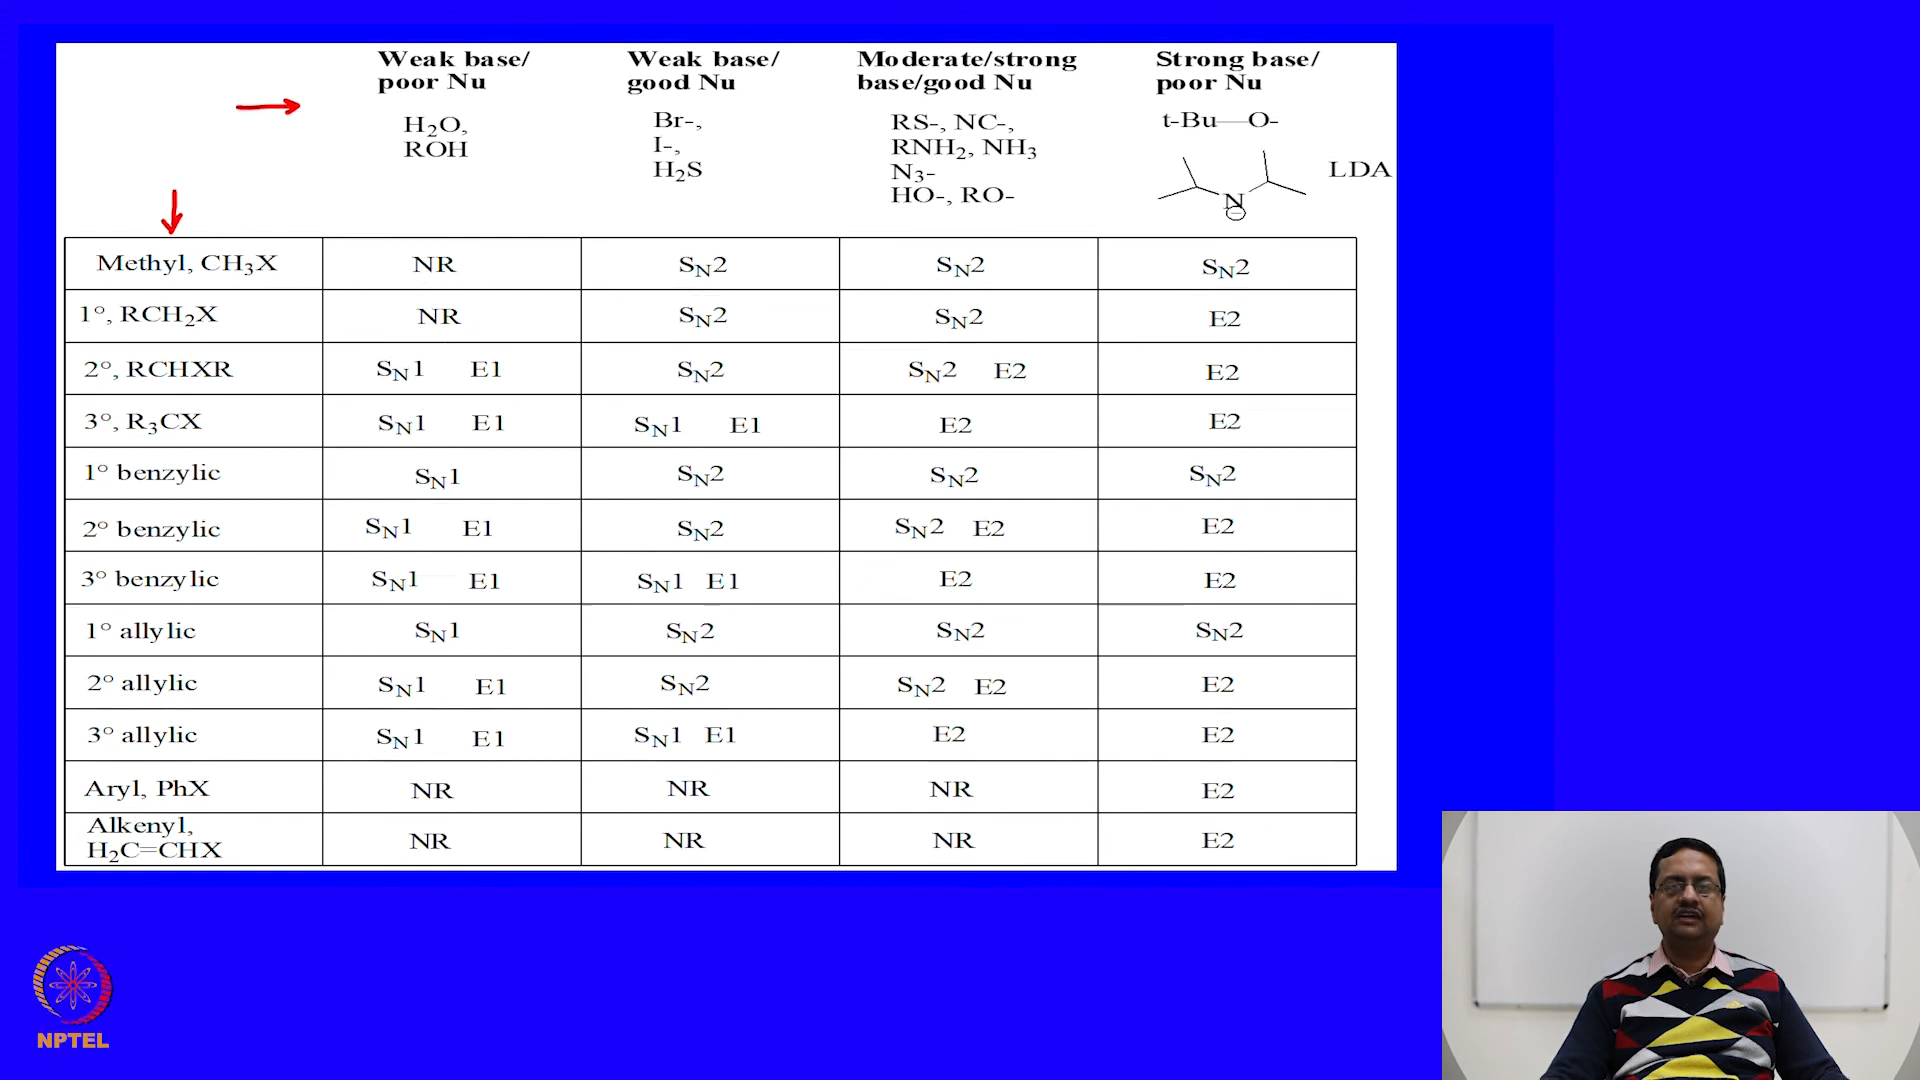 Weak base/ Weak base/ Moderate/strong Strong base/
poor Nu good Nu base/good Nu poor Nu
H₂O, Br-, RS-, NC-, t-Bu—O-
ROH I-, RNH₂, NH₃
H₂S N₃- LDA
HO-, RO- N⊖
Methyl, CH₃X NR SN2 SN2 SN2
1°, RCH₂X NR SN2 SN2 E2
2°, RCHXR SN1 E1 SN2 SN2 E2 E2
3°, R₃CX SN1 E1 SN1 E1 E2 E2
1° benzylic SN1 SN2 SN2 SN2
2° benzylic SN1 E1 SN2 SN2 E2 E2
3° benzylic SN1 E1 SN1 E1 E2 E2
1° allylic SN1 SN2 SN2 SN2
2° allylic SN1 E1 SN2 SN2 E2 E2
3° allylic SN1 E1 SN1 E1 E2 E2
Aryl, PhX NR NR NR E2
Alkenyl,
H₂C=CHX NR NR NR E2
NPTEL